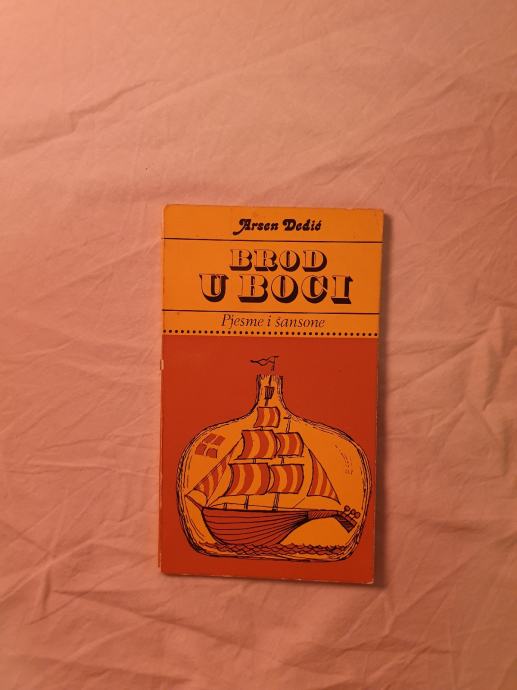 Arsen Dedić
BROD
U BOCI
Pjesme i šansone